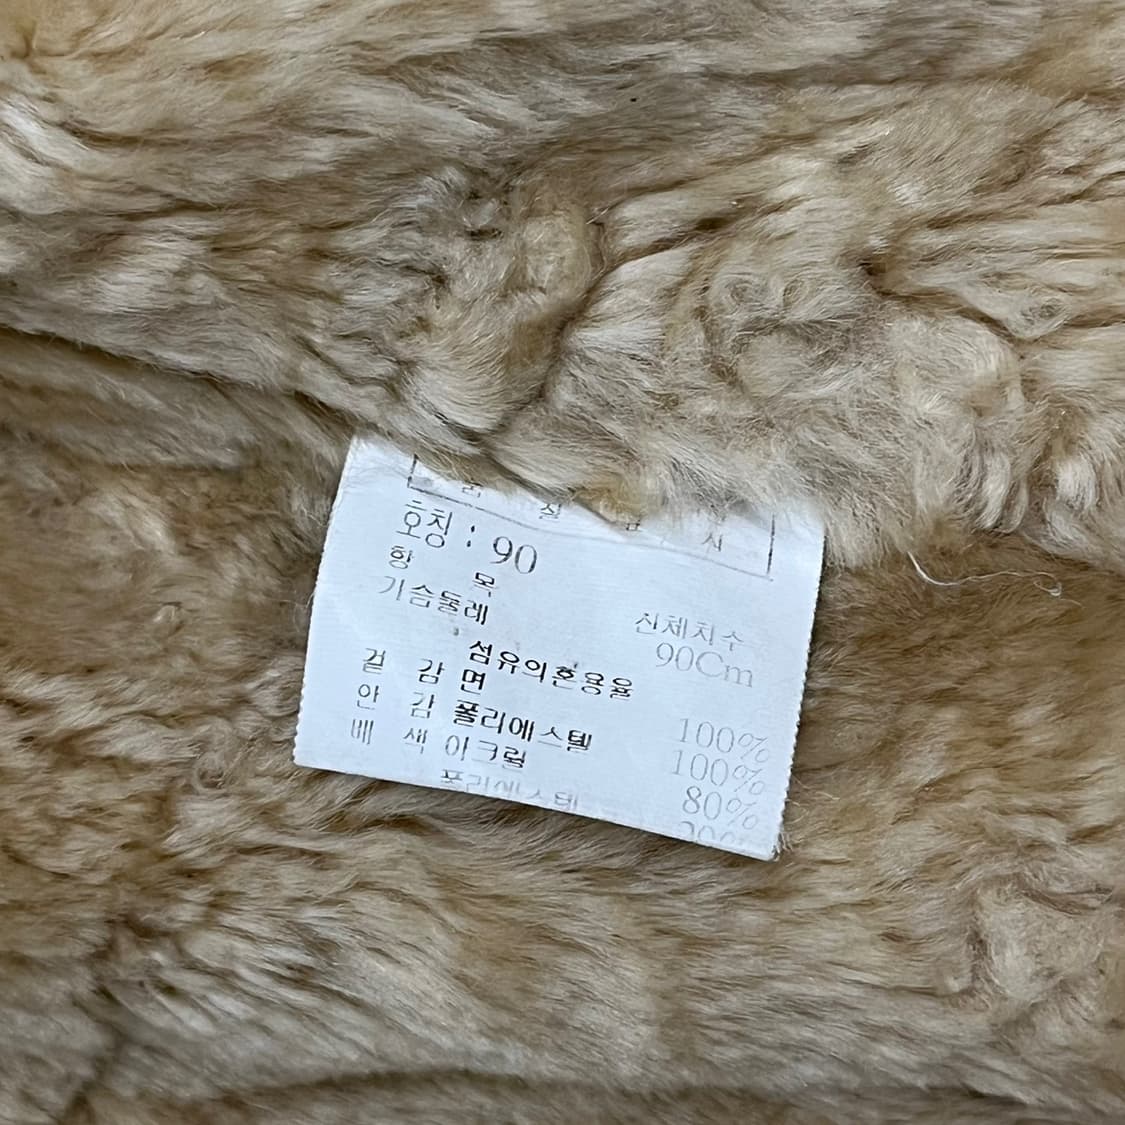 호칭 : 90
항 목 신체치수
가슴둘레 90Cm
섬유의혼용율
겉 감 면 100%
안 감 폴리에스텔 100%
배 색 아크릴 80%
폴리에스텔 20%